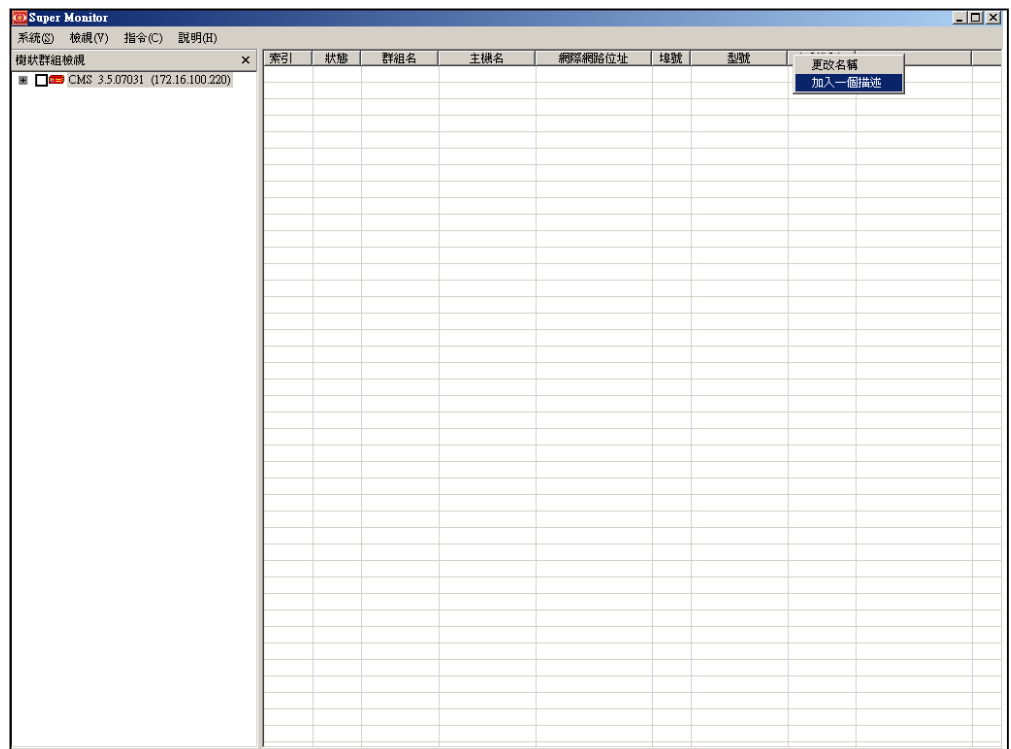 Super Monitor
系統(S) 檢視(V) 指令(C) 說明(H)
樹狀群組檢視
索引 狀態 群組名 主機名 網際網路位址 埠號 型號
CMS 3.5.07031 (172.16.100.220)
更改名稱
加入一個描述